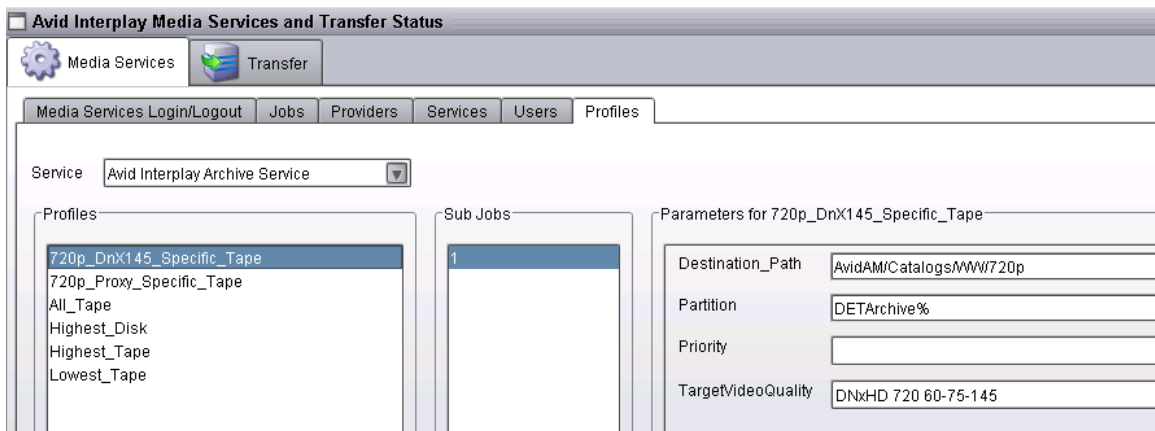 Avid Interplay Media Services and Transfer Status
Media Services Transfer
Media Services Login/Logout Jobs Providers Services Users Profiles
Service Avid Interplay Archive Service
Profiles
720p_DnX145_Specific_Tape
720p_Proxy_Specific_Tape
All_Tape
Highest_Disk
Highest_Tape
Lowest_Tape
Sub Jobs
1
Parameters for 720p_DnX145_Specific_Tape
Destination_Path AvidAM/Catalogs/WW/720p
Partition DETArchive%
Priority
TargetVideoQuality DNxHD 720 60-75-145